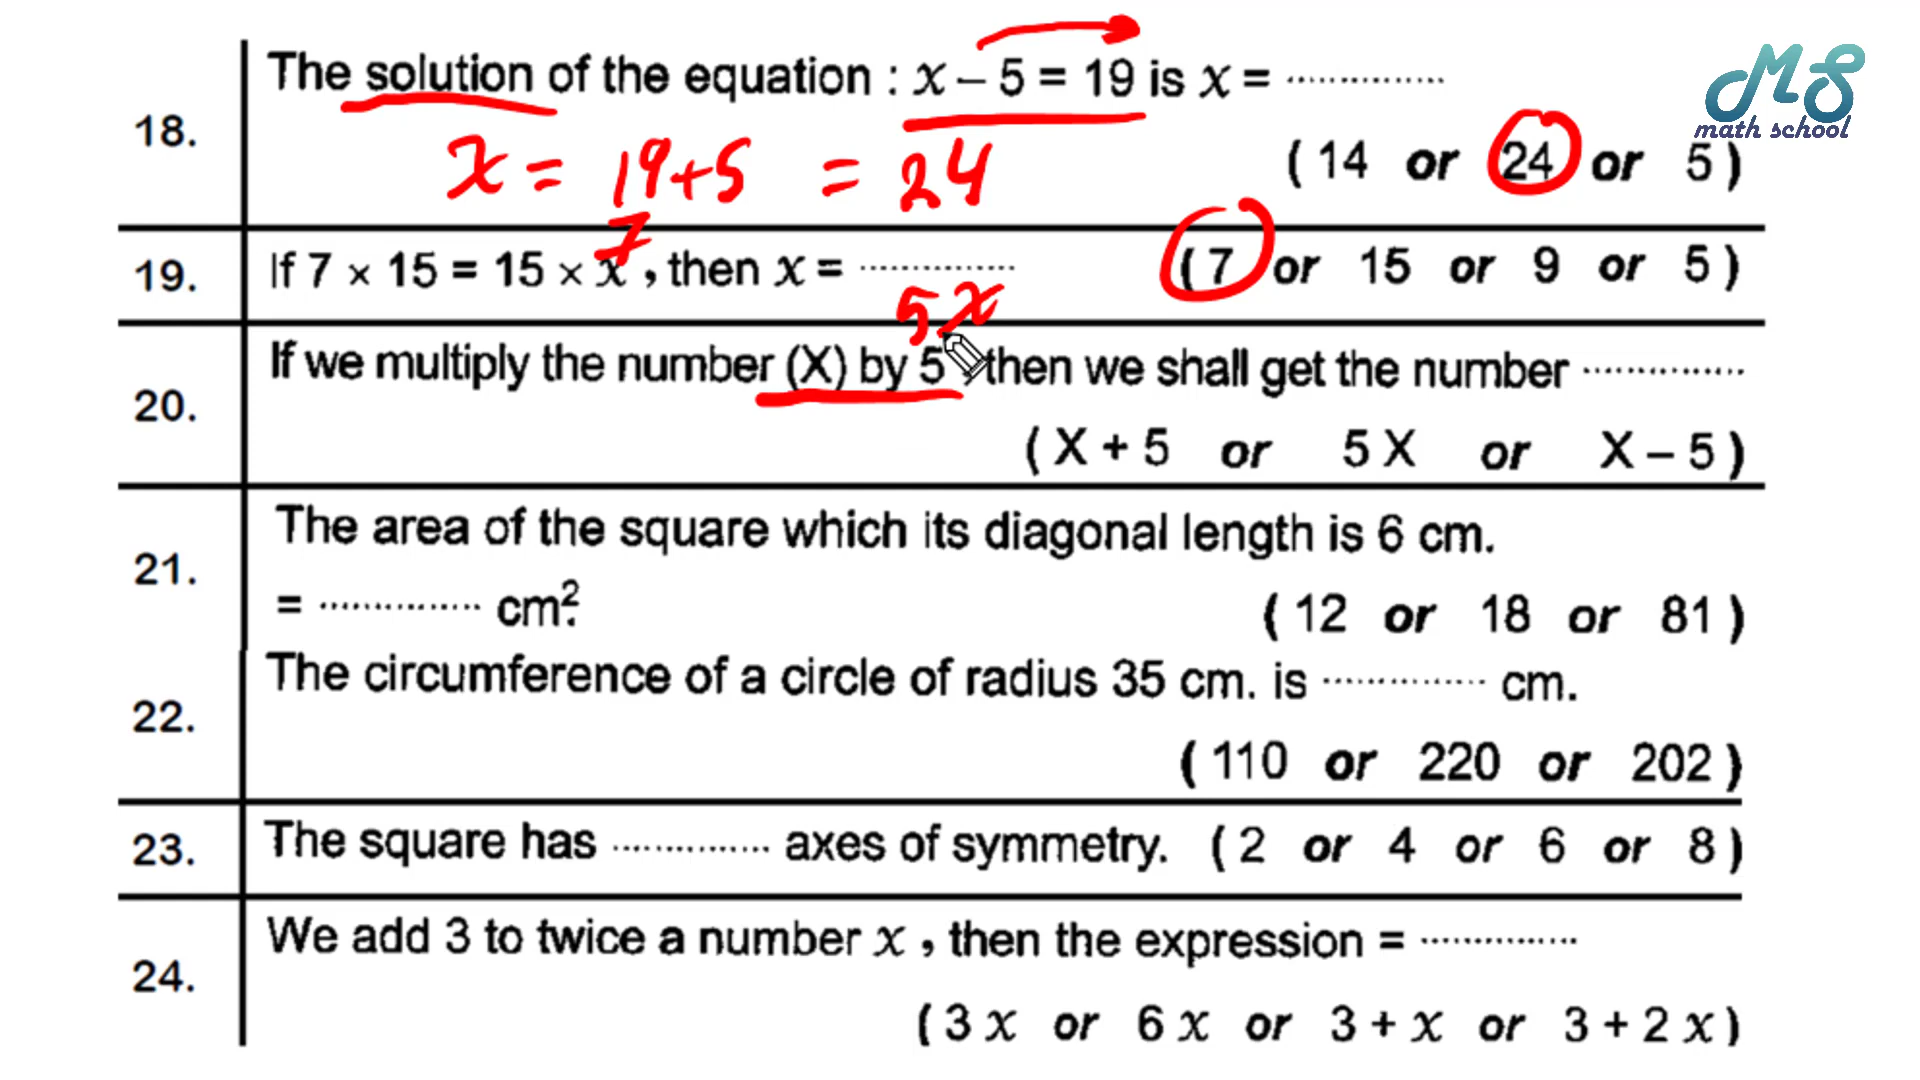 18. The solution of the equation : x – 5 = 19 is x = ............
MS
math school
x = 19+5 = 24
( 14 or 24 or 5 )
7
19. If 7 × 15 = 15 × x , then x = ............ ( 7 or 15 or 9 or 5 )
5x
20. If we multiply the number (X) by 5 then we shall get the number ............
( X + 5 or 5 X or X – 5 )
21. The area of the square which its diagonal length is 6 cm.
= ............ cm².
( 12 or 18 or 81 )
22. The circumference of a circle of radius 35 cm. is ............ cm.
( 110 or 220 or 202 )
23. The square has ............ axes of symmetry. ( 2 or 4 or 6 or 8 )
24. We add 3 to twice a number x , then the expression = ............
( 3 x or 6 x or 3 + x or 3 + 2 x )